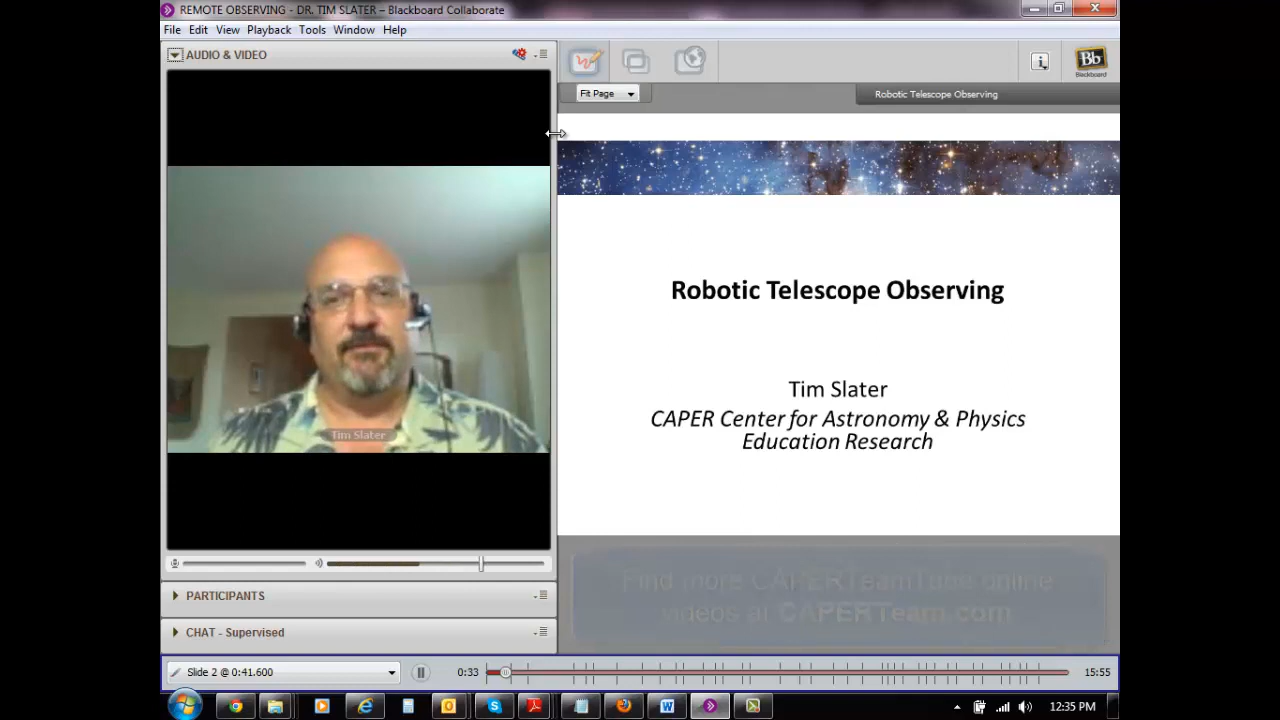 REMOTE OBSERVING - DR. TIM SLATER – Blackboard Collaborate
File Edit View Playback Tools Window Help
AUDIO & VIDEO
Bb
Blackboard
Fit Page
Robotic Telescope Observing
Robotic Telescope Observing
Tim Slater
CAPER Center for Astronomy & Physics
Education Research
Tim Slater
Find more CAPERTeamTube online
videos at CAPERTeam.com
PARTICIPANTS
CHAT - Supervised
Slide 2 @ 0:41.600
0:33
15:55
12:35 PM